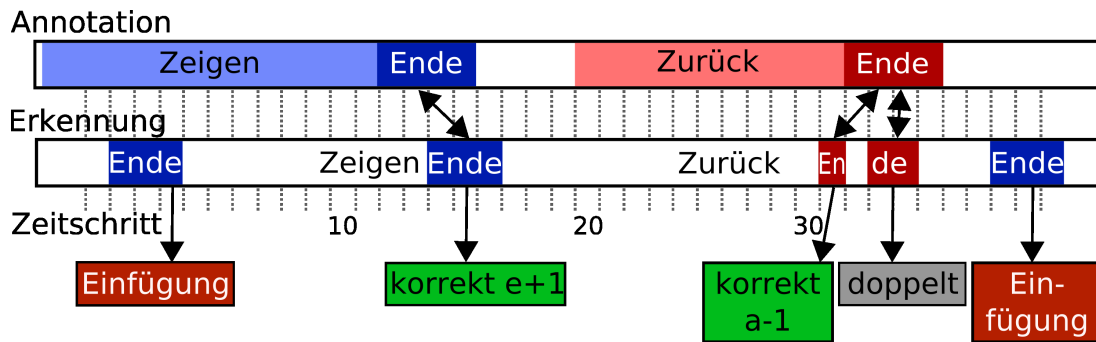 Annotation
Zeigen Ende Zurück Ende
Erkennung
Ende Zeigen Ende Zurück En de Ende
Zeitschritt 10 20 30
Einfügung korrekt e+1 korrekt a-1 doppelt Ein-
fügung